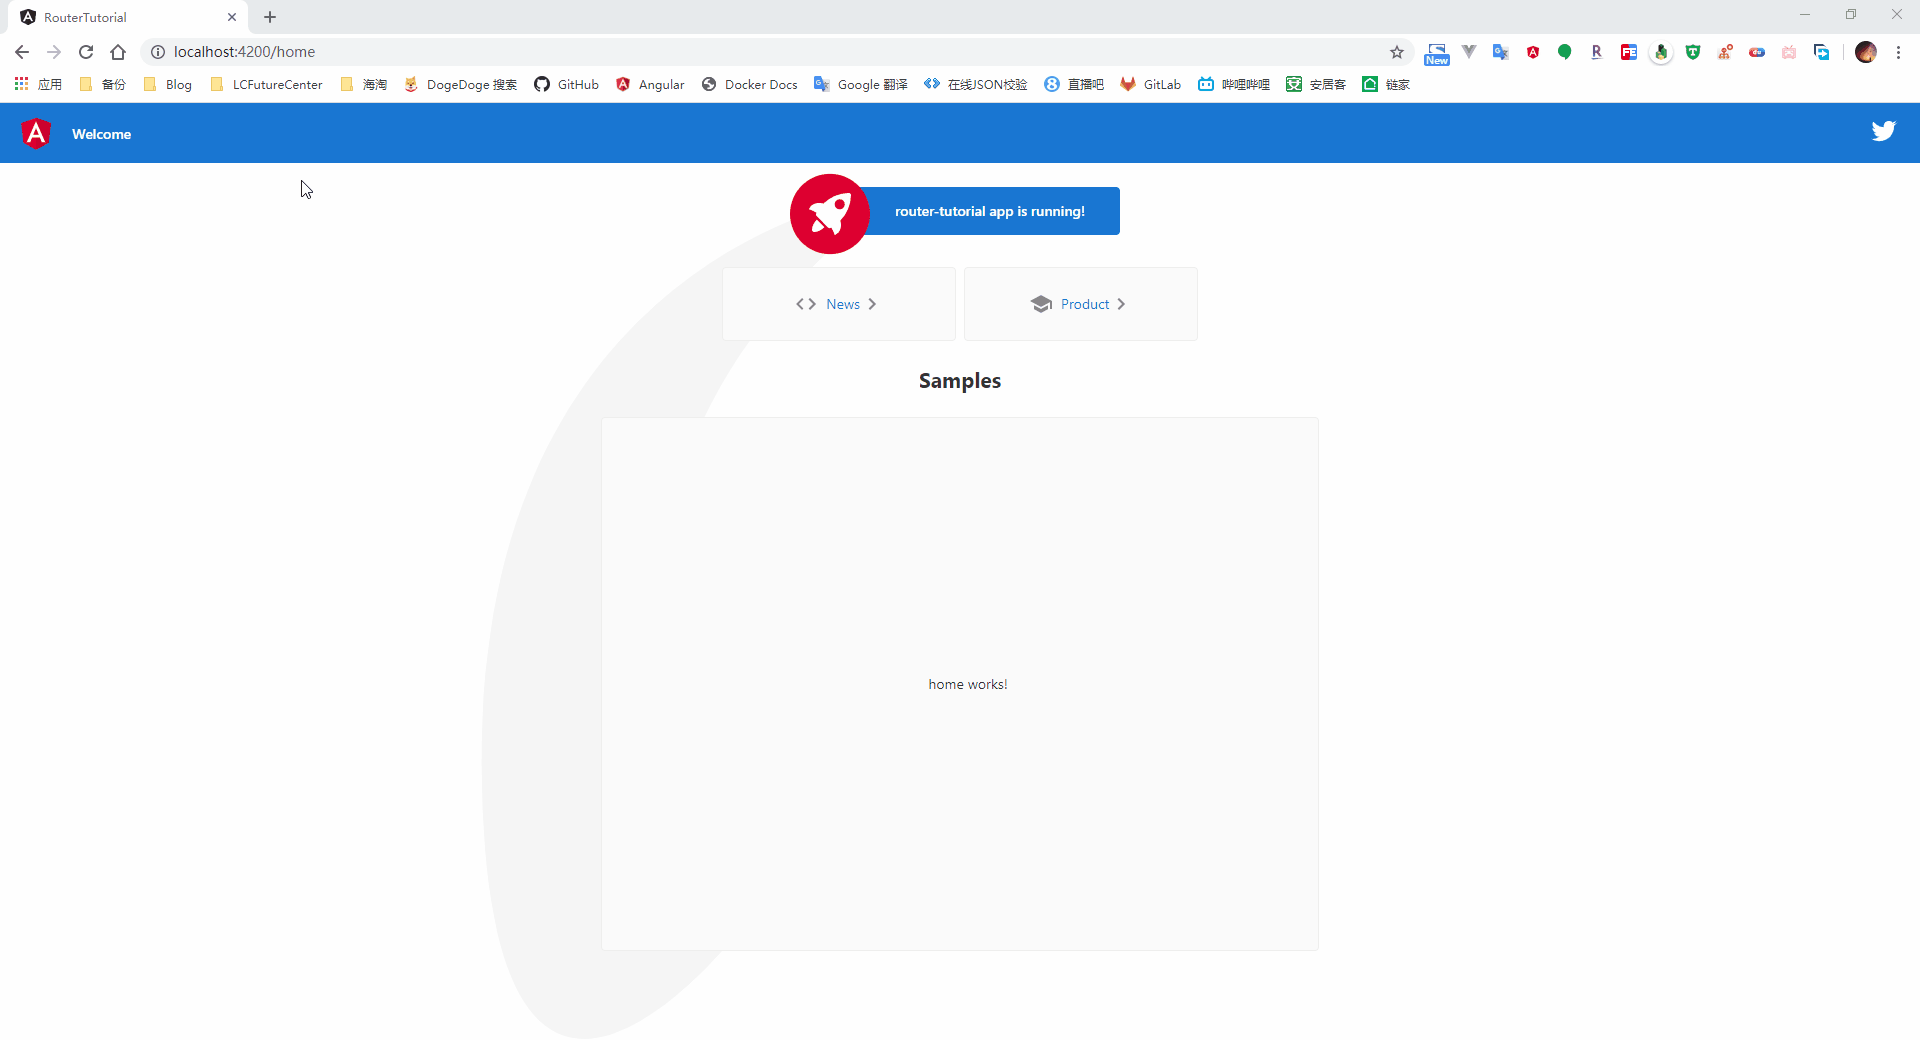 RouterTutorial
localhost:4200/home
New
应用 备份 Blog LCFutureCenter 海淘 DogeDoge 搜索 GitHub Angular Docker Docs Google 翻译 在线JSON校验 直播吧 GitLab 哔哩哔哩 安居客 链家
Welcome
router-tutorial app is running!
News Product
Samples
home works!